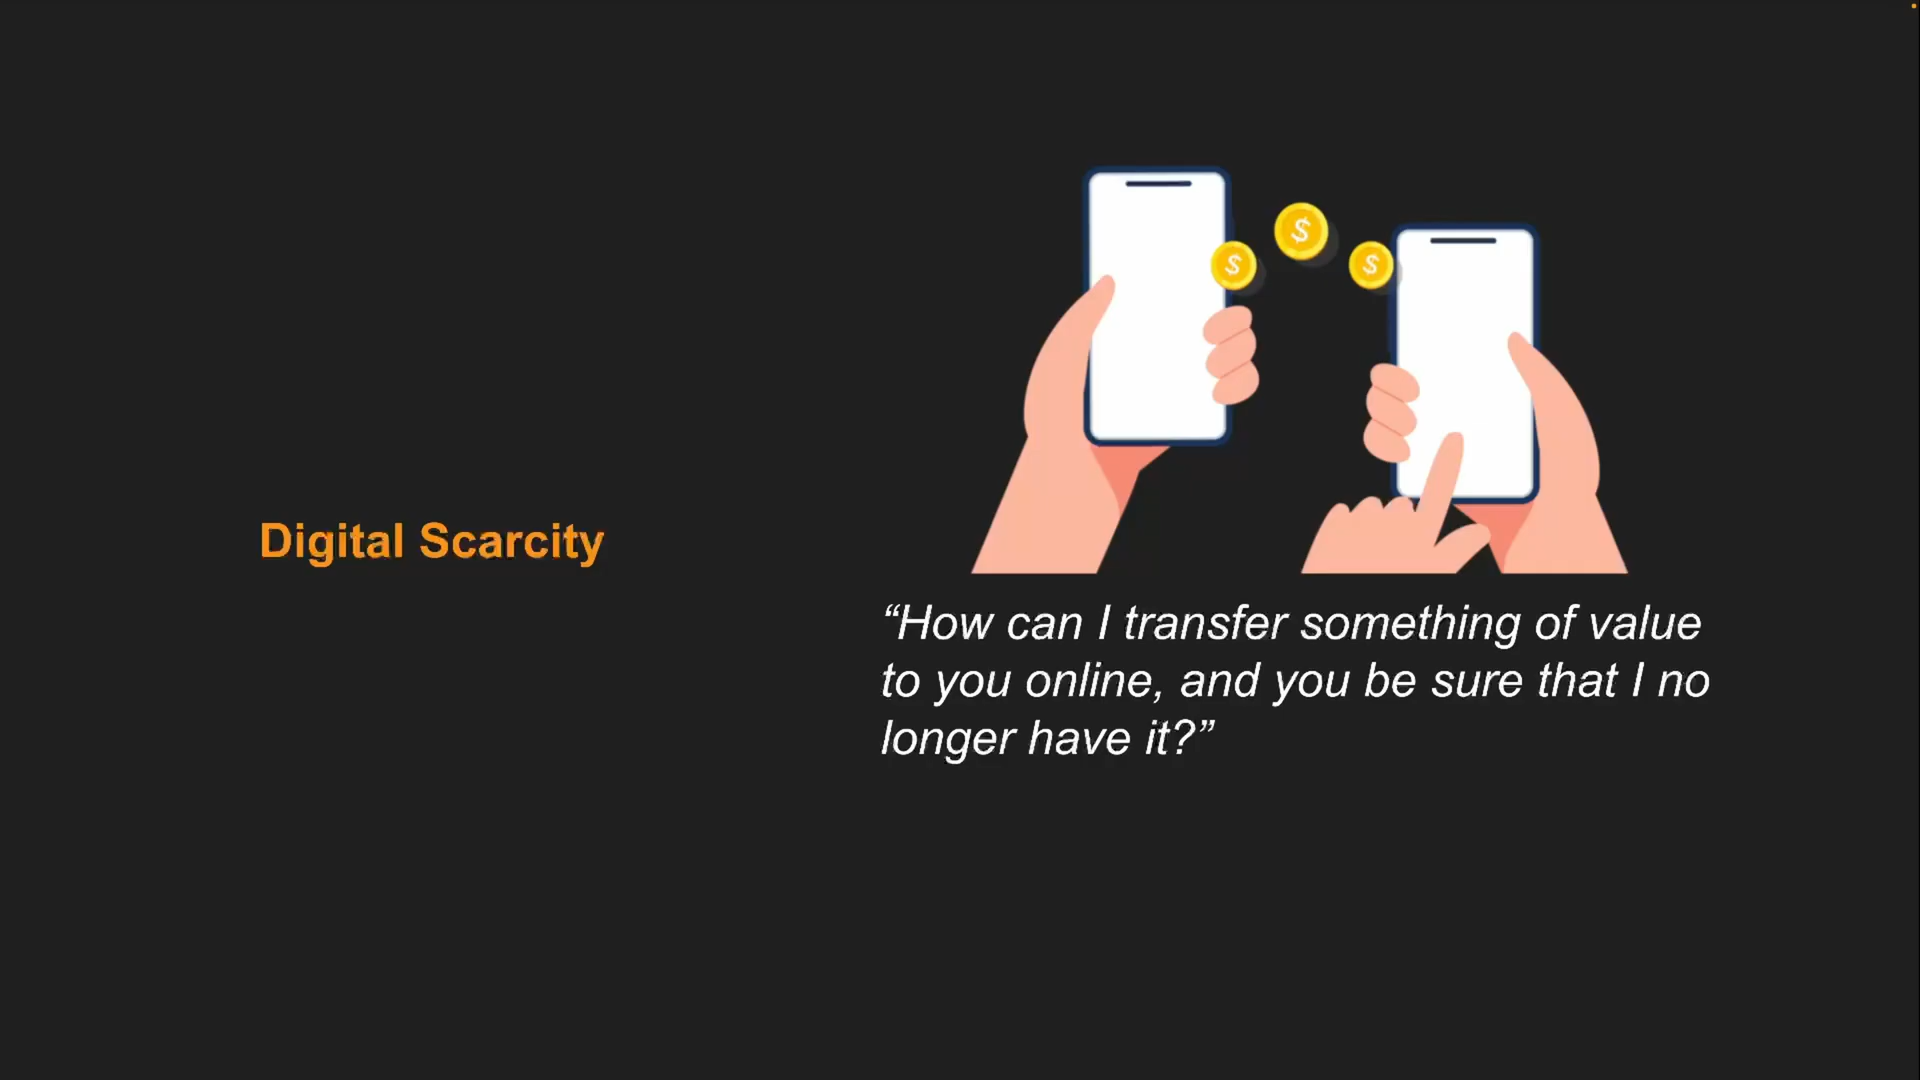 Digital Scarcity
$
$
$
“How can I transfer something of value
to you online, and you be sure that I no
longer have it?”